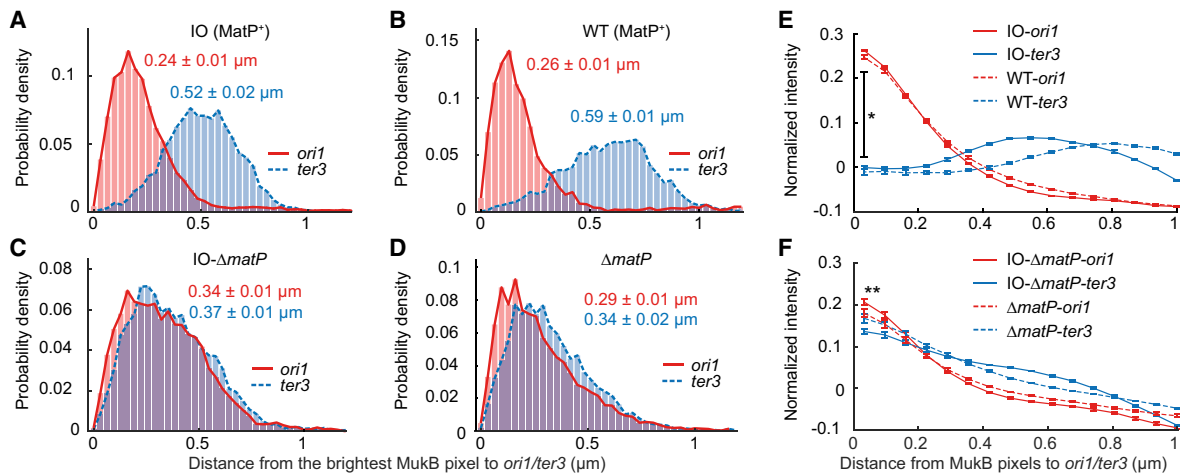 A
IO (MatP⁺)
Probability density
0.1
0.05
0
0.24 ± 0.01 µm
0.52 ± 0.02 µm
ori1
ter3
0
0.5
1
B
WT (MatP⁺)
Probability density
0.15
0.10
0.05
0
0.26 ± 0.01 µm
0.59 ± 0.01 µm
ori1
ter3
0
0.5
1
E
Normalized intensity
0.3
0.2
0.1
0
-0.1
*
IO-ori1
IO-ter3
WT-ori1
WT-ter3
0
0.2
0.4
0.6
0.8
1
C
IO-ΔmatP
Probability density
0.08
0.06
0.04
0.02
0
0.34 ± 0.01 µm
0.37 ± 0.01 µm
ori1
ter3
0
0.5
1
D
ΔmatP
Probability density
0.1
0.08
0.06
0.04
0.02
0
0.29 ± 0.01 µm
0.34 ± 0.02 µm
ori1
ter3
0
0.5
1
F
Normalized intensity
0.3
0.2
0.1
0
-0.1
**
IO-ΔmatP-ori1
IO-ΔmatP-ter3
ΔmatP-ori1
ΔmatP-ter3
0
0.2
0.4
0.6
0.8
1
Distance from the brightest MukB pixel to ori1/ter3 (µm)
Distance from MukB pixels to ori1/ter3 (µm)